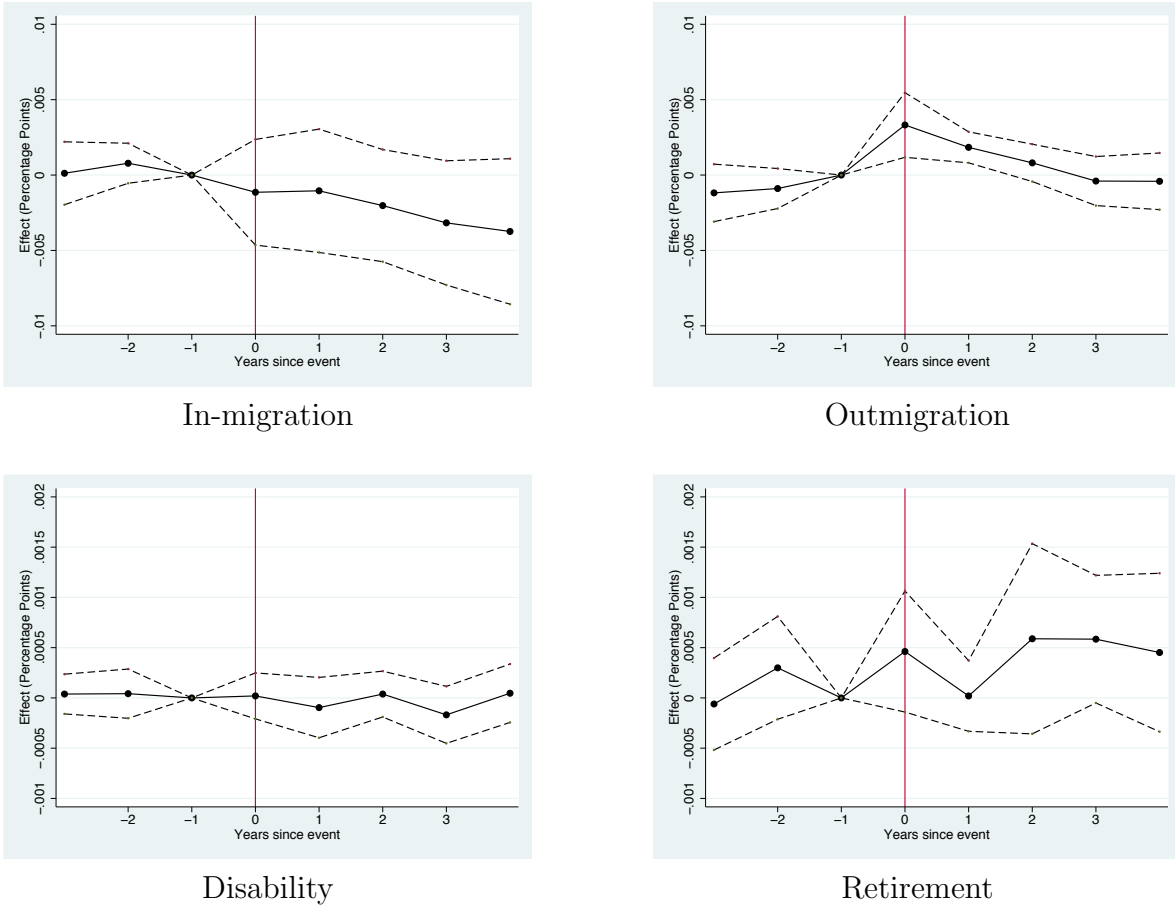 .01
.005
0
-.005
-.01
Effect (Percentage Points)
-2 -1 0 1 2 3
Years since event
In-migration
.01
.005
0
-.005
-.01
Effect (Percentage Points)
-2 -1 0 1 2 3
Years since event
Outmigration
.002
.0015
.001
.0005
0
-.0005
-.001
Effect (Percentage Points)
-2 -1 0 1 2 3
Years since event
Disability
.002
.0015
.001
.0005
0
-.0005
-.001
Effect (Percentage Points)
-2 -1 0 1 2 3
Years since event
Retirement